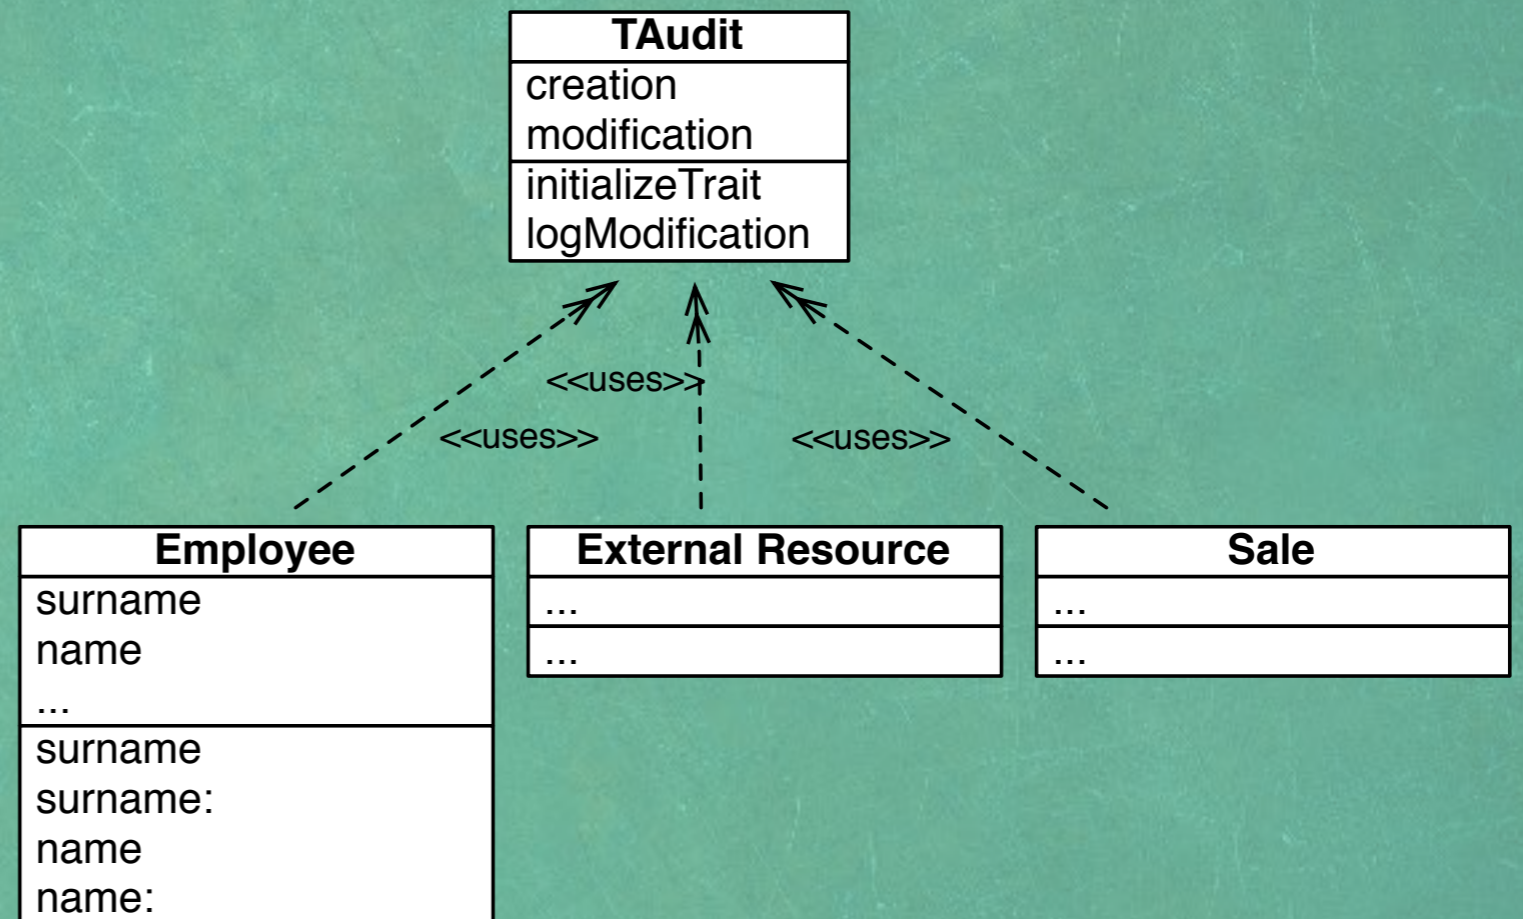 TAudit
creation
modification
initializeTrait
logModification
<<uses>>
<<uses>>
<<uses>>
Employee
surname
name
...
surname
surname:
name
name:
External Resource
...
...
Sale
...
...